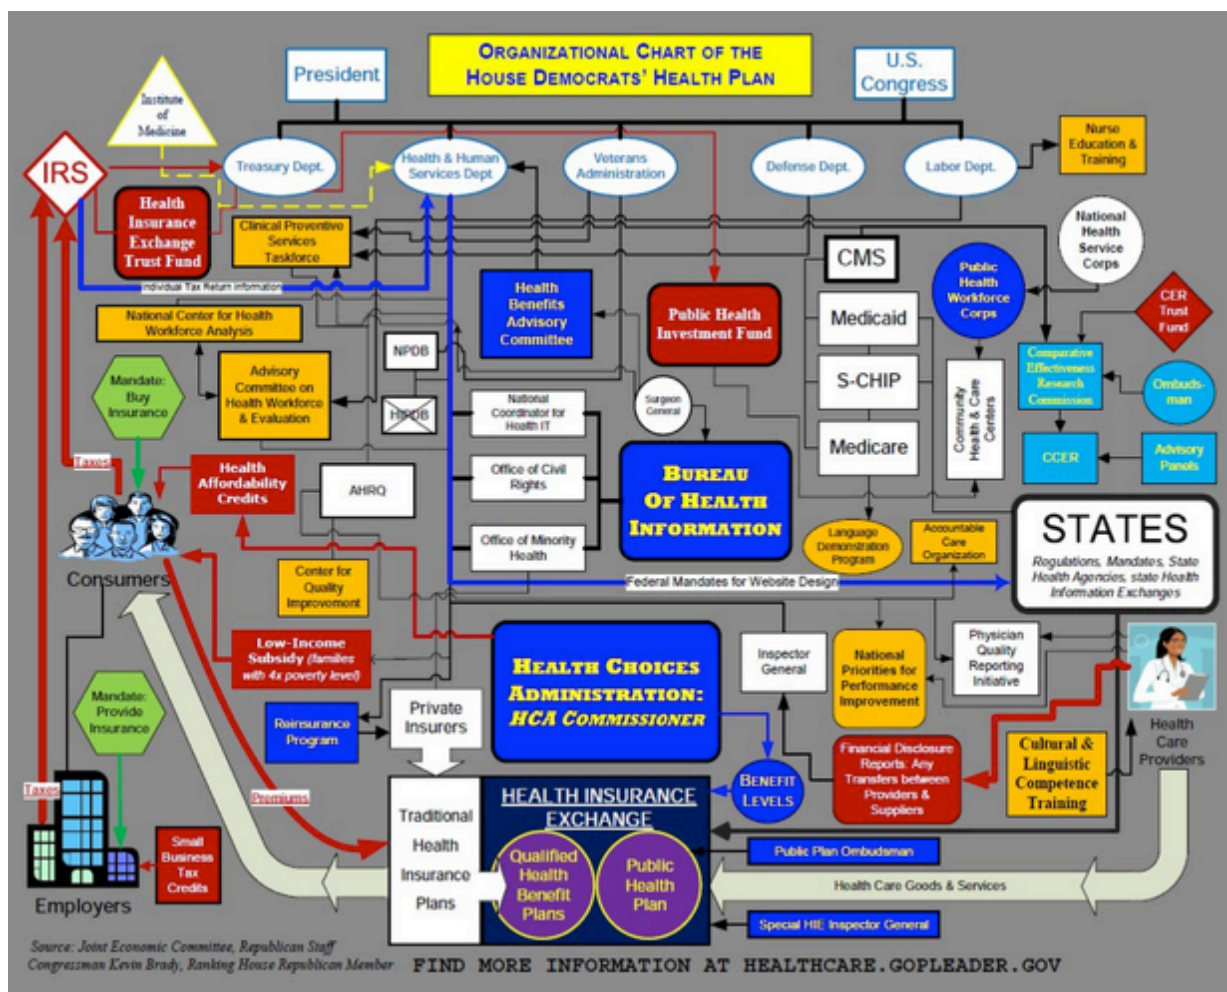 ORGANIZATIONAL CHART OF THE
HOUSE DEMOCRATS' HEALTH PLAN
President
U.S.
Congress
Institute
of
Medicine
IRS
Treasury Dept.
Health & Human
Services Dept
Veterans
Administration
Defense Dept.
Labor Dept.
Nurse
Education &
Training
Health
Insurance
Exchange
Trust Fund
Clinical Preventive
Services
Taskforce
CMS
National
Health
Service
Corps
Public
Health
Workforce
Corps
Individual Tax Return Information
Health
Benefits
Advisory
Committee
Public Health
Investment Fund
CER
Trust
Fund
National Center for Health
Workforce Analysis
Medicaid
NPDB
Comparative
Effectiveness
Research
Commission
Mandate:
Buy
Insurance
Advisory
Committee on
Health Workforce
& Evaluation
S-CHIP
Ombuds-
man
HIPDB
National
Coordinator for
Health IT
Surgeon
General
Community
Health & Care
Centers
Medicare
CCER
Advisory
Panels
Taxes
Health
Affordability
Credits
AHRQ
Office of Civil
Rights
BUREAU
OF HEALTH
INFORMATION
Office of Minority
Health
Language
Demonstration
Program
Accountable
Care
Organization
STATES
Regulations, Mandates, State
Health Agencies, state Health
Information Exchanges
Consumers
Center for
Quality
Improvement
Federal Mandates for Website Design
Low-Income
Subsidy (families
with 4x poverty level)
HEALTH CHOICES
ADMINISTRATION:
HCA COMMISSIONER
Inspector
General
National
Priorities for
Performance
Improvement
Physician
Quality
Reporting
Initiative
Mandate:
Provide
Insurance
Reinsurance
Program
Private
Insurers
Health
Care
Providers
Financial Disclosure
Reports: Any
Transfers between
Providers &
Suppliers
Cultural &
Linguistic
Competence
Training
BENEFIT
LEVELS
Taxes
Premiums
Traditional
Health
Insurance
Plans
HEALTH INSURANCE
EXCHANGE
Qualified
Health
Benefit
Plans
Public
Health
Plan
Public Plan Ombudsman
Small
Business
Tax
Credits
Health Care Goods & Services
Employers
Special HIE Inspector General
Source: Joint Economic Committee, Republican Staff
Congressman Kevin Brady, Ranking House Republican Member
FIND MORE INFORMATION AT HEALTHCARE.GOPLEADER.GOV